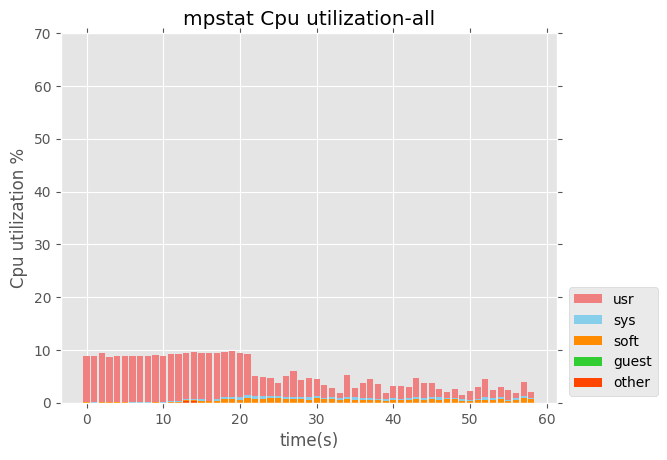 mpstat Cpu utilization-all
70
60
50
40
30
20
10
0
Cpu utilization %
0 10 20 30 40 50 60
time(s)
usr
sys
soft
guest
other